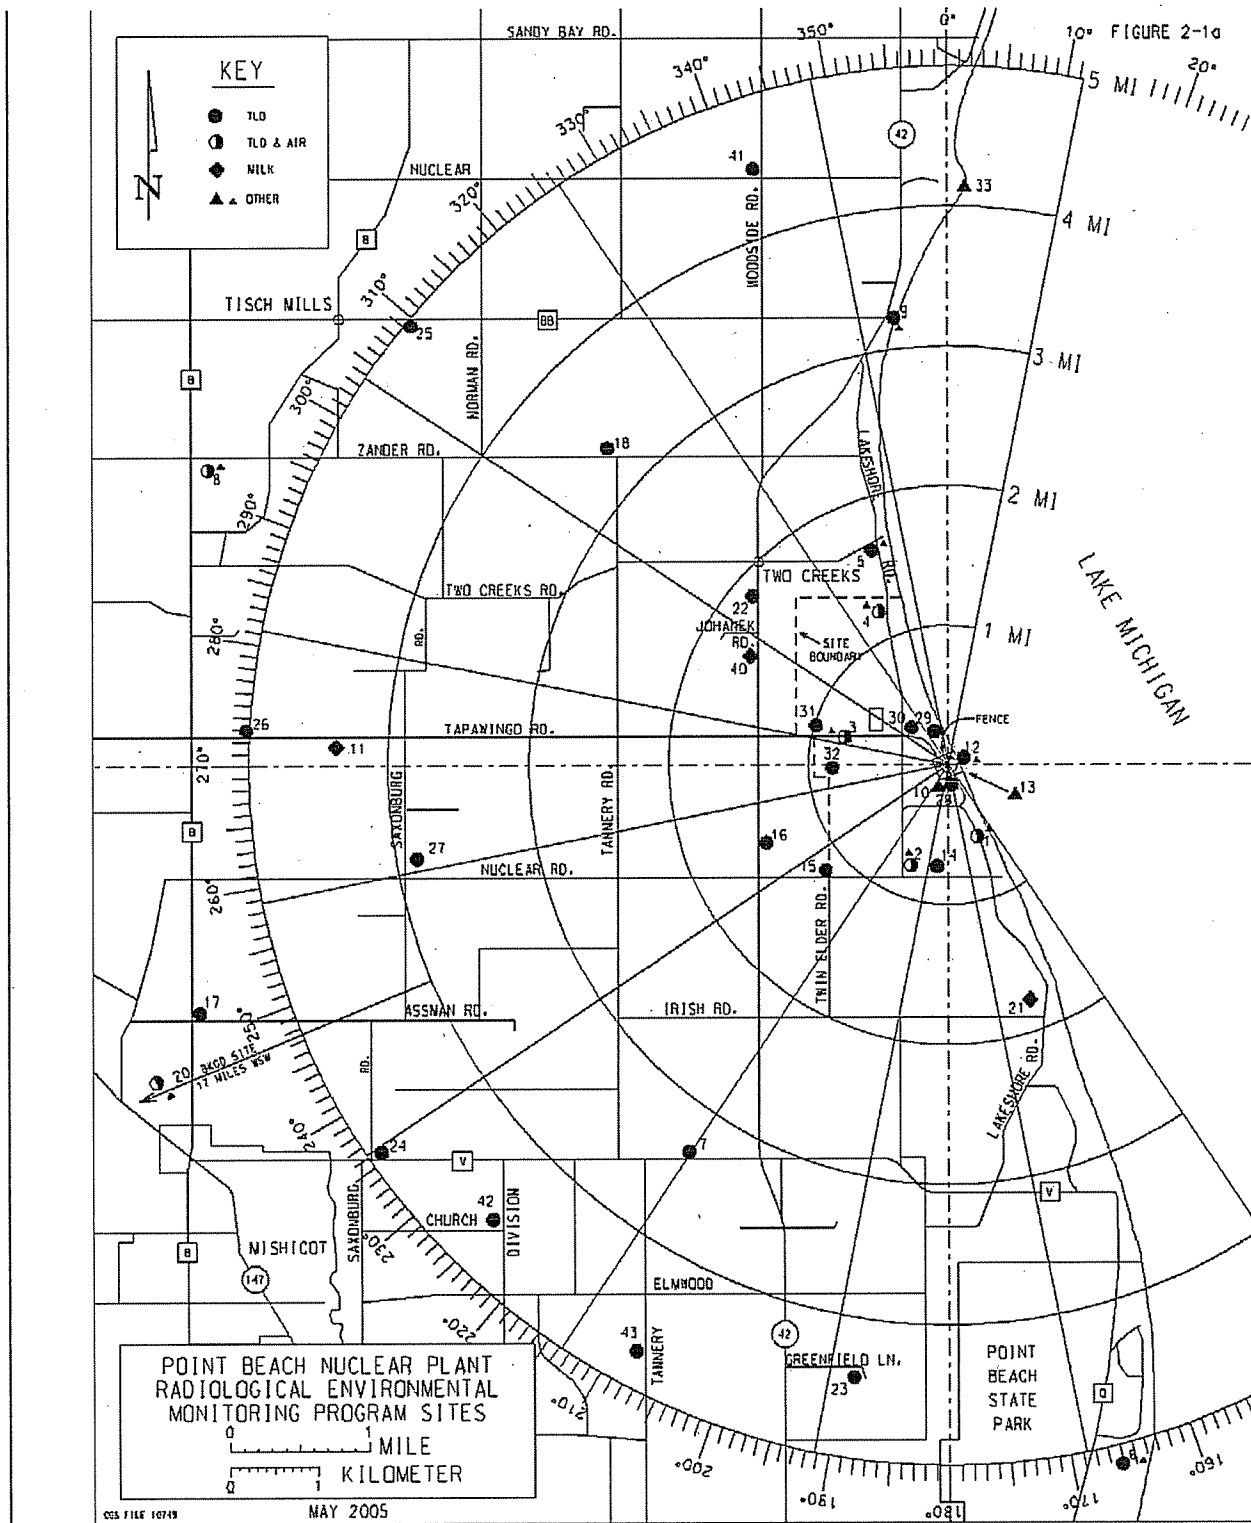 SANDY BAY RD.
0°
FIGURE 2-1a
350°
10°
20°
340°
5 MI
KEY
TLD
TLD & AIR
MILK
OTHER
N
330°
42
41
NUCLEAR
33
320°
4 MI
WOODSIDE RD.
B
310°
TISCH MILLS
25
BB
9
3 MI
B
NORMAN RD.
300°
18
ZANDER RD.
LAKESHORE RD.
8
290°
2 MI
LAKE MICHIGAN
5
TWO CREEKS
TWO CREEKS RD.
22
4
280°
RD.
JOHANEK RD.
SITE BOUNDARY
1 MI
40
26
31
30
29
FENCE
TAPAWINGO RD.
3
11
12
270°
32
SAXONBURG
TANNERY RD.
10
28
13
B
16
1
27
2
14
15
NUCLEAR RD.
260°
TWIN ELDER RD.
17
250°
ASSMAN RD.
IRISH RD.
21
BKGD SITE
20
17 MILES WSW
RD.
LAKESHORE RD.
240°
24
7
V
V
42
SAXONBURG
CHURCH
DIVISION
230°
MISHICOT
B
147
ELMWOOD
220°
43
TANNERY
42
GREENFIELD LN.
23
POINT
BEACH
STATE
PARK
Q
210°
200°
190°
180°
170°
160°
POINT BEACH NUCLEAR PLANT
RADIOLOGICAL ENVIRONMENTAL
MONITORING PROGRAM SITES
0 1 MILE
KILOMETER
0 1
MAY 2005